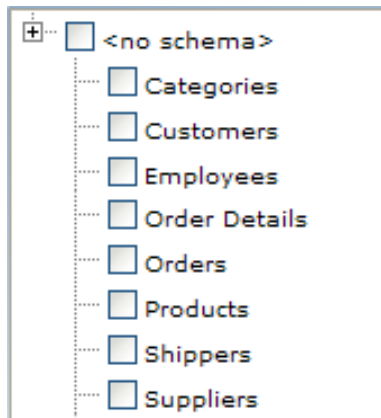 <no schema>
Categories
Customers
Employees
Order Details
Orders
Products
Shippers
Suppliers